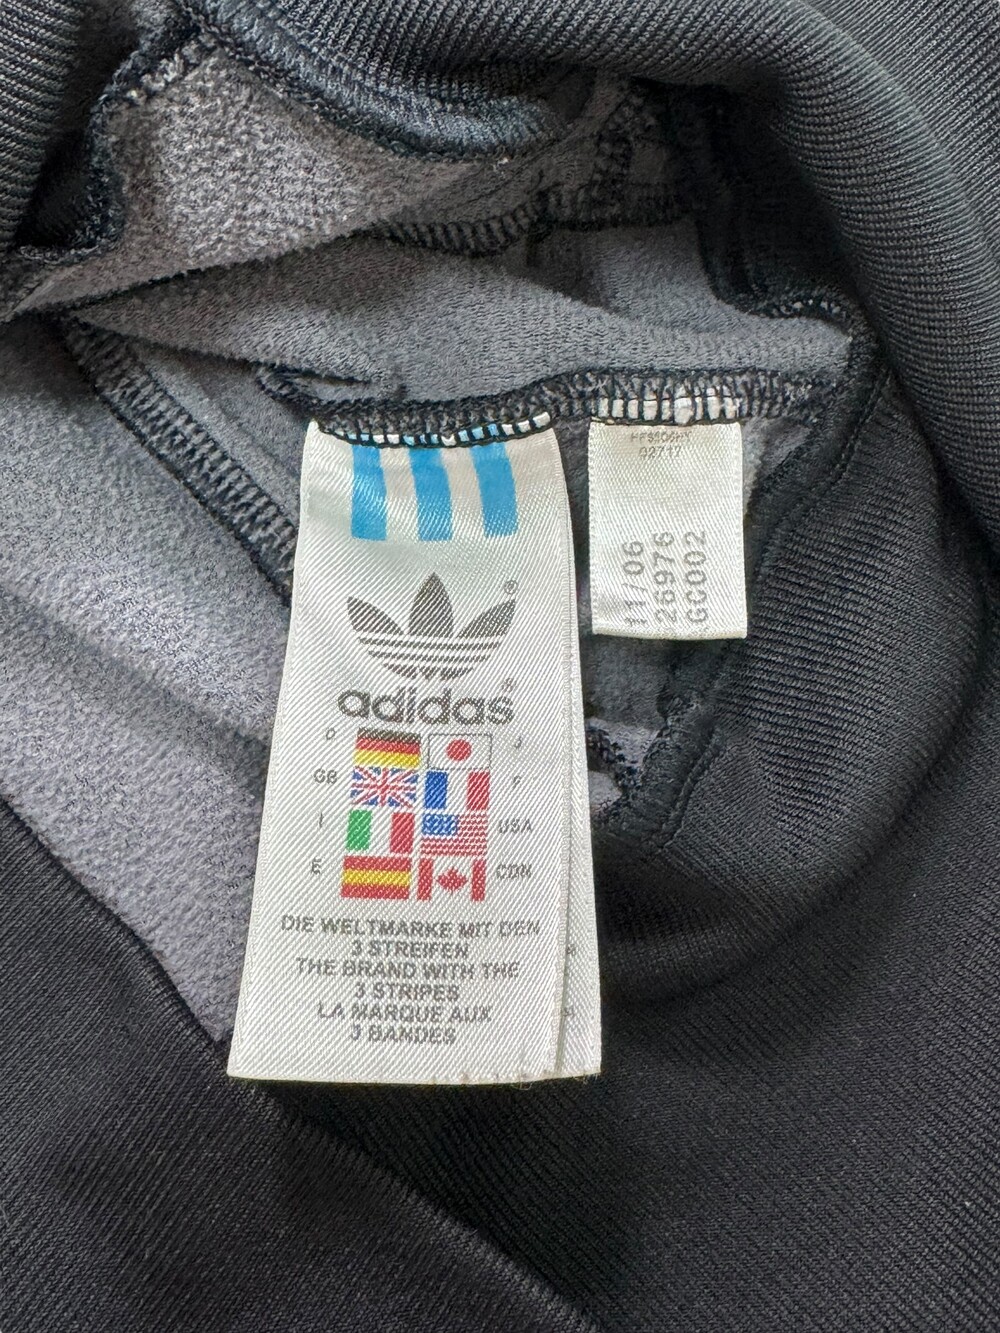 adidas
D
J
GB
F
I
USA
E
CDN
DIE WELTMARKE MIT DEN
3 STREIFEN
THE BRAND WITH THE
3 STRIPES
LA MARQUE AUX
3 BANDES
11/06
26976
GC002